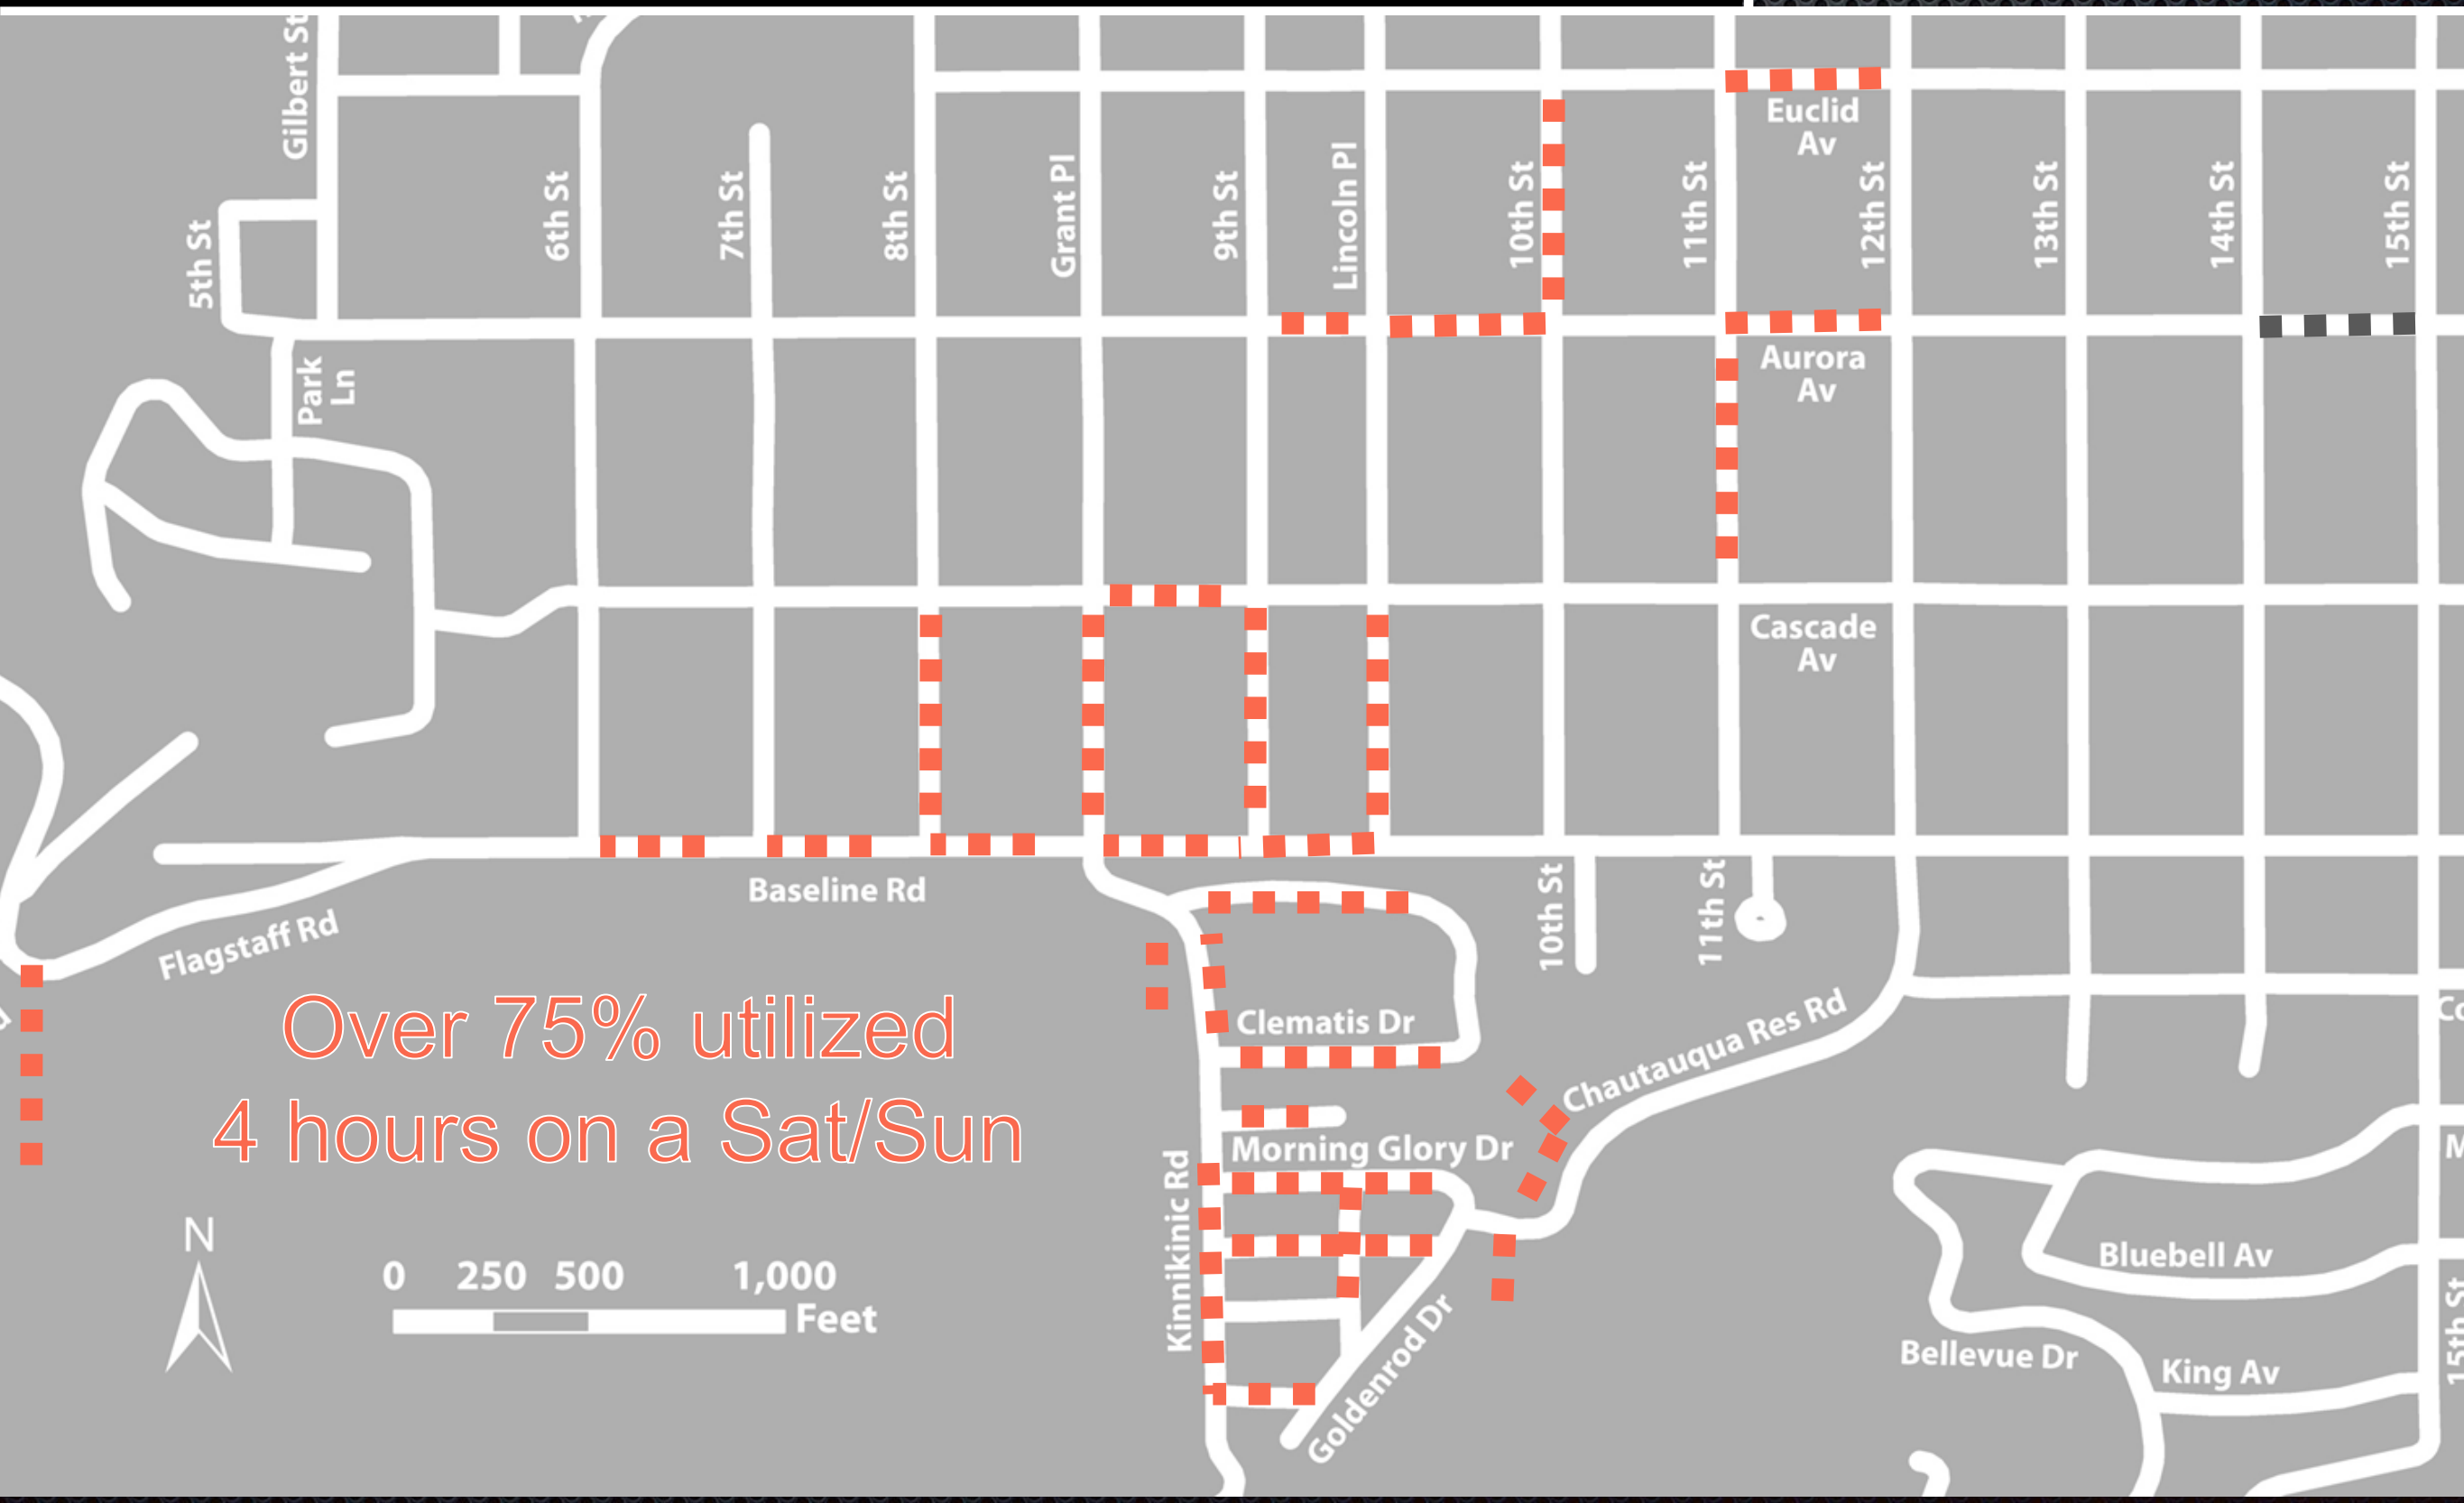 Gilbert St
Euclid
Av
5th St
6th St
7th St
8th St
Grant Pl
9th St
Lincoln Pl
10th St
11th St
12th St
13th St
14th St
15th St
Park
Ln
Aurora
Av
Cascade
Av
Baseline Rd
Flagstaff Rd
10th St
11th St
Over 75% utilized
4 hours on a Sat/Sun
Clematis Dr
Chautauqua Res Rd
Morning Glory Dr
Kinnikinic Rd
Goldenrod Dr
Bluebell Av
Bellevue Dr
King Av
15th St
N
0 250 500 1,000
Feet